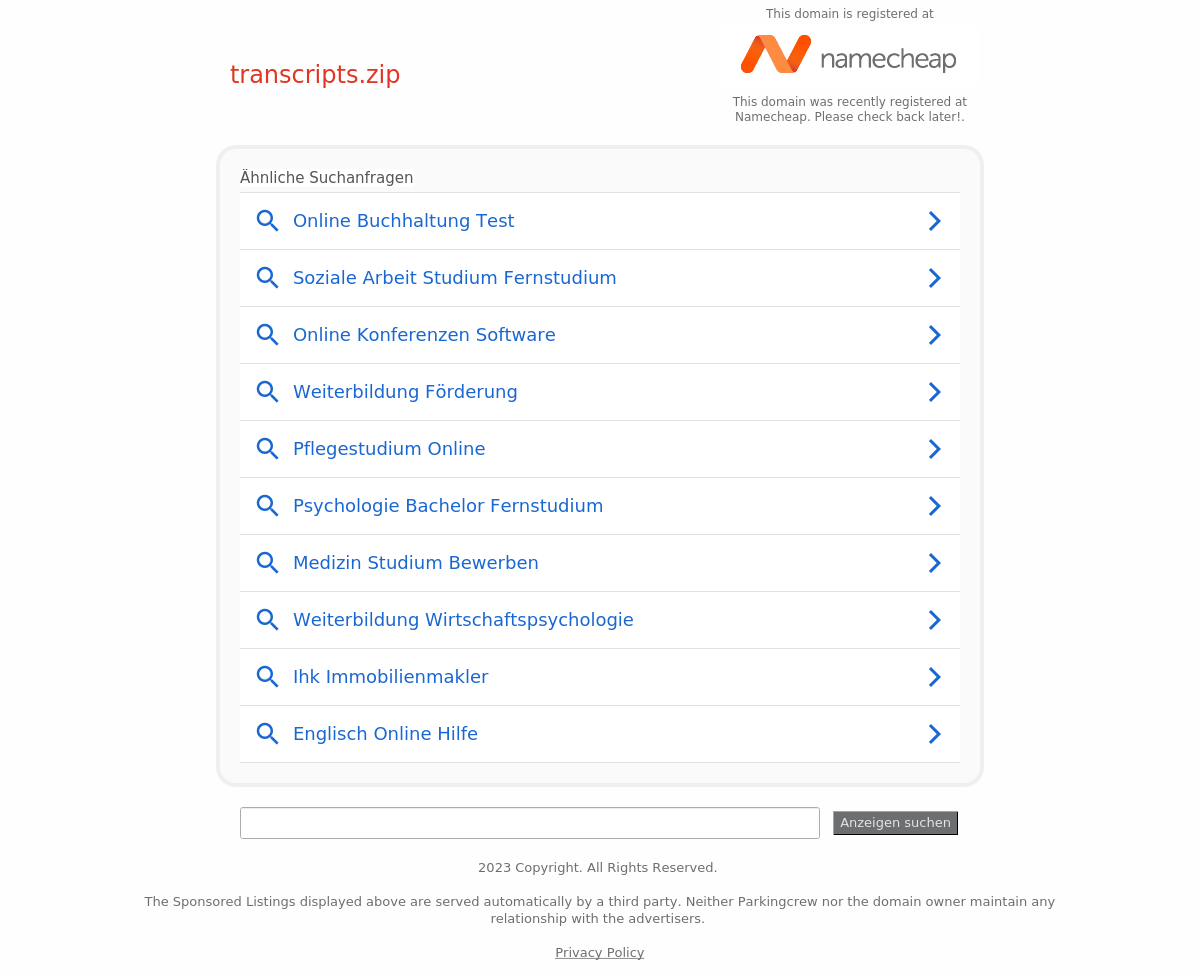 This domain is registered at
namecheap
transcripts.zip
This domain was recently registered at
Namecheap. Please check back later!.
Ähnliche Suchanfragen
Online Buchhaltung Test
Soziale Arbeit Studium Fernstudium
Online Konferenzen Software
Weiterbildung Förderung
Pflegestudium Online
Psychologie Bachelor Fernstudium
Medizin Studium Bewerben
Weiterbildung Wirtschaftspsychologie
Ihk Immobilienmakler
Englisch Online Hilfe
Anzeigen suchen
2023 Copyright. All Rights Reserved.
The Sponsored Listings displayed above are served automatically by a third party. Neither Parkingcrew nor the domain owner maintain any
relationship with the advertisers.
Privacy Policy